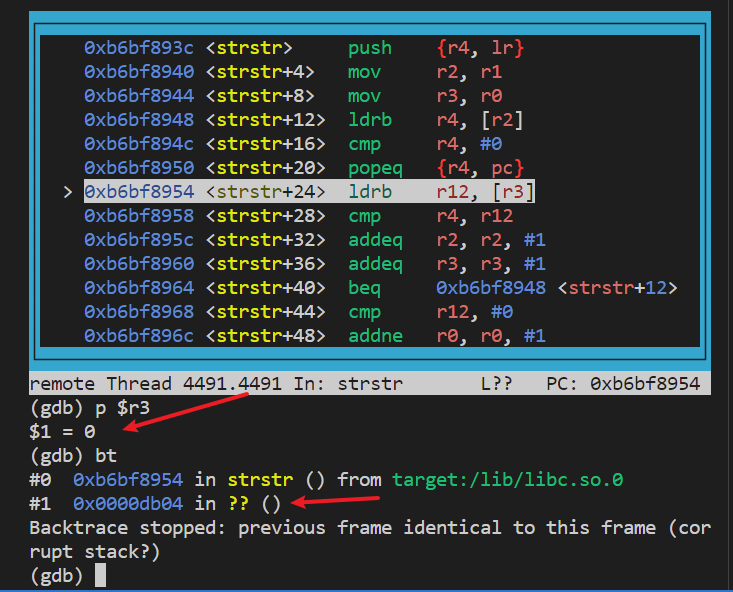 0xb6bf893c <strstr> push {r4, lr}
0xb6bf8940 <strstr+4> mov r2, r1
0xb6bf8944 <strstr+8> mov r3, r0
0xb6bf8948 <strstr+12> ldrb r4, [r2]
0xb6bf894c <strstr+16> cmp r4, #0
0xb6bf8950 <strstr+20> popeq {r4, pc}
> 0xb6bf8954 <strstr+24> ldrb r12, [r3]
0xb6bf8958 <strstr+28> cmp r4, r12
0xb6bf895c <strstr+32> addeq r2, r2, #1
0xb6bf8960 <strstr+36> addeq r3, r3, #1
0xb6bf8964 <strstr+40> beq 0xb6bf8948 <strstr+12>
0xb6bf8968 <strstr+44> cmp r12, #0
0xb6bf896c <strstr+48> addne r0, r0, #1
remote Thread 4491.4491 In: strstr L?? PC: 0xb6bf8954
(gdb) p $r3
$1 = 0
(gdb) bt
#0 0xb6bf8954 in strstr () from target:/lib/libc.so.0
#1 0x0000db04 in ?? ()
Backtrace stopped: previous frame identical to this frame (cor
rupt stack?)
(gdb)